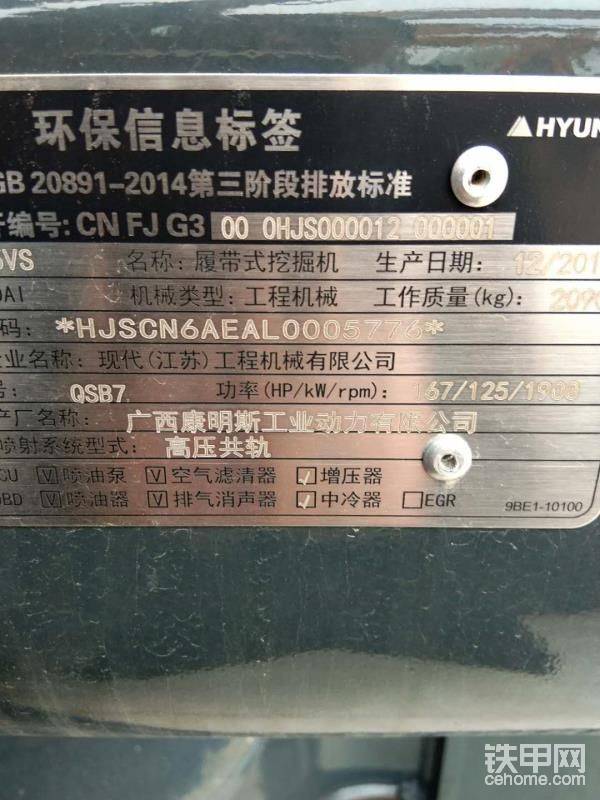 环保信息标签
HYUN
GB 20891-2014第三阶段排放标准
编号: CN FJ G3 00 0HJS000012 000001
VS 名称: 履带式挖掘机 生产日期: 12/201
DAI 机械类型: 工程机械 工作质量(kg): 2090
码: *HJSCN6AEAL0005776*
业名称: 现代(江苏)工程机械有限公司
号: QSB7 功率(HP/kW/rpm): 167/125/1900
产厂名称: 广西康明斯工业动力有限公司
喷射系统型式: 高压共轨
CU V 喷油泵 V 空气滤清器 √ 增压器
OBD V 喷油器 V 排气消声器 √ 中冷器 □EGR
9BE1-10100
铁甲网
cehome.com